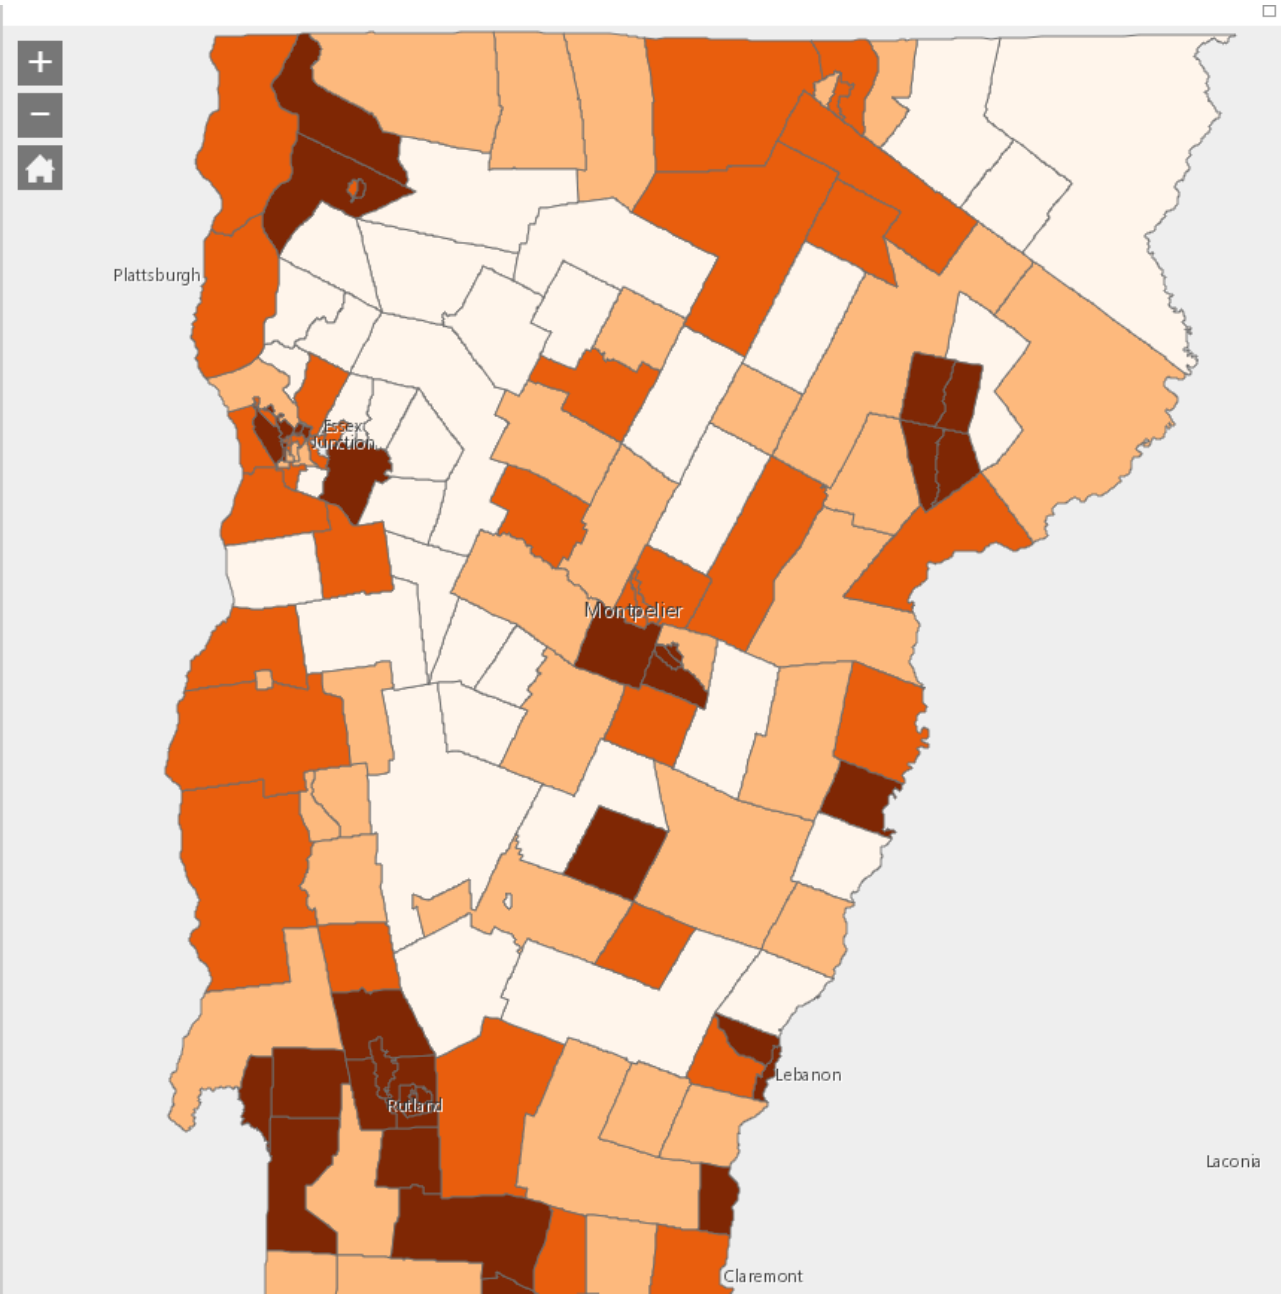 +
−
Plattsburgh
Essex
Junction
Montpelier
Lebanon
Rutland
Laconia
Claremont